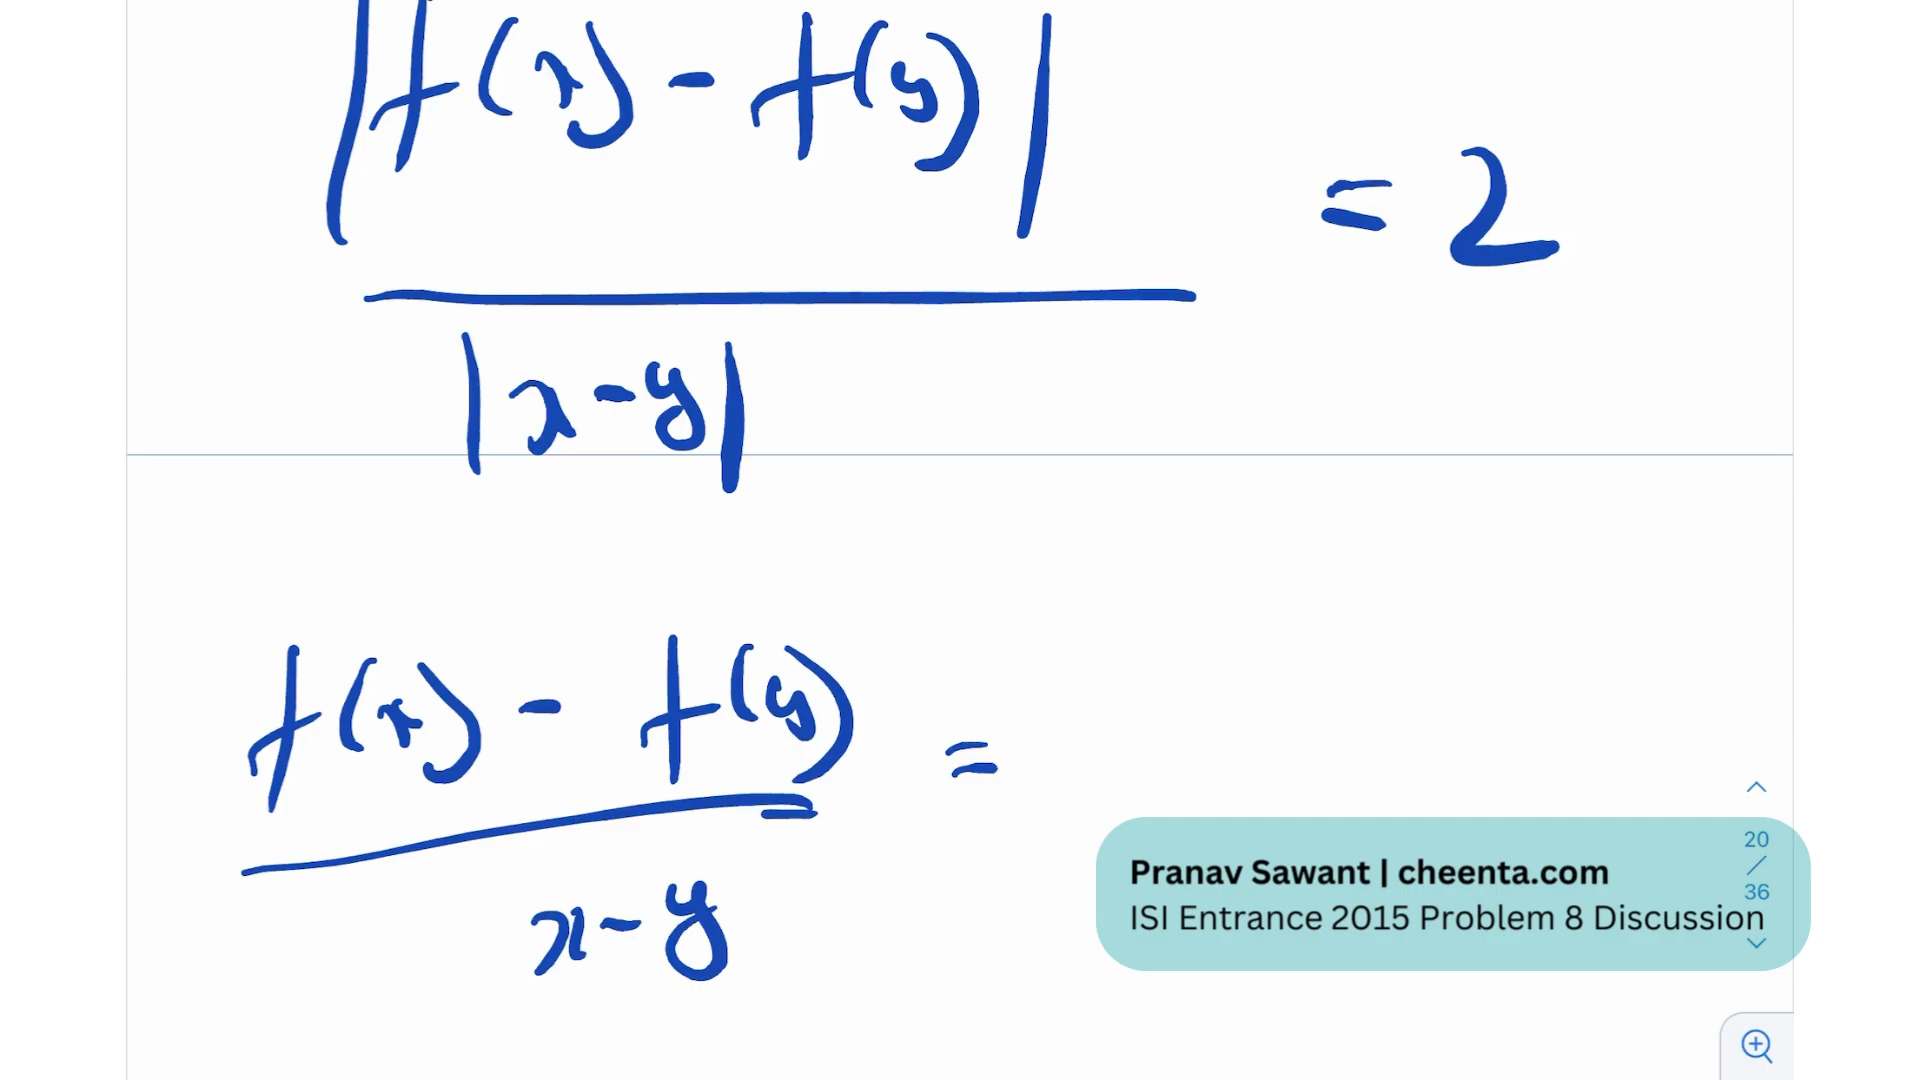 |f(x) - f(y)|
= 2
|x-y|
f(x) - f(y) =
x-y
20
/
36
Pranav Sawant | cheenta.com
ISI Entrance 2015 Problem 8 Discussion